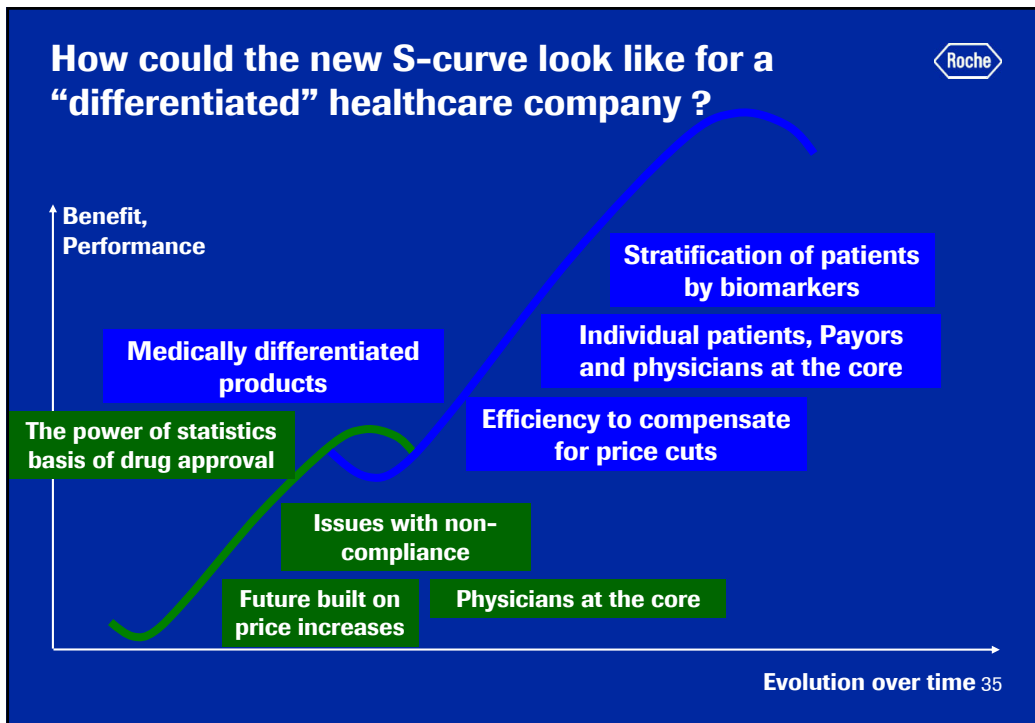 How could the new S-curve look like for a
“differentiated” healthcare company ?
Roche
Benefit,
Performance
Stratification of patients
by biomarkers
Medically differentiated
products
Individual patients, Payors
and physicians at the core
The power of statistics
basis of drug approval
Efficiency to compensate
for price cuts
Issues with non-
compliance
Future built on
price increases
Physicians at the core
Evolution over time 35